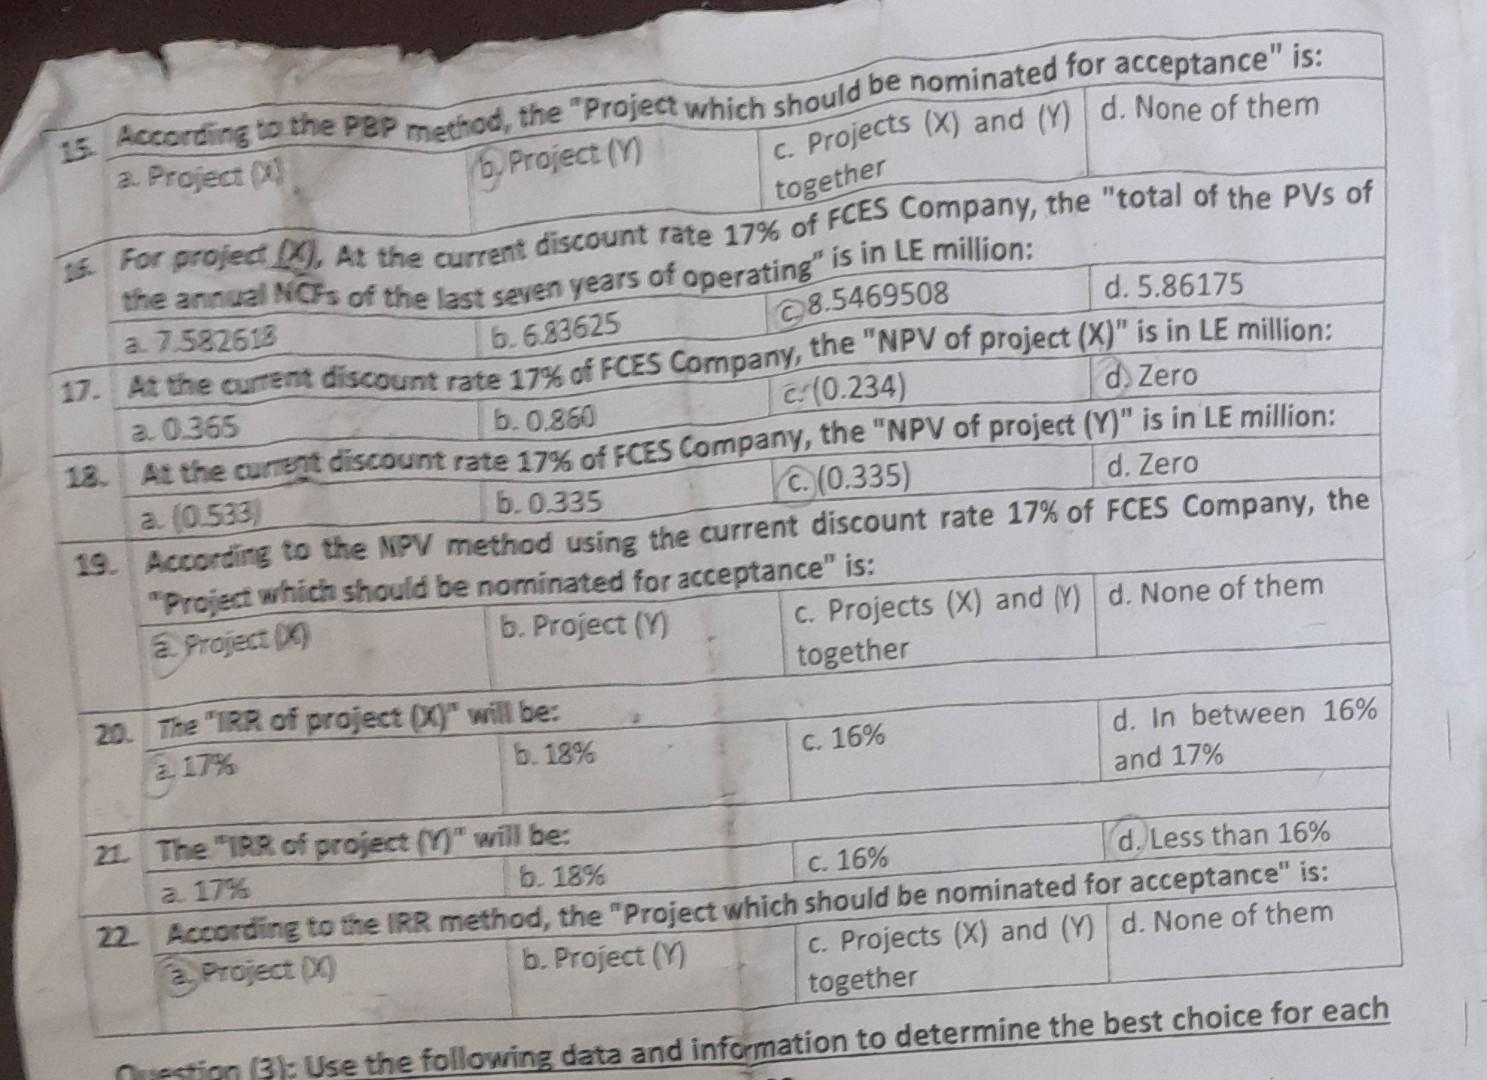 15. According to the PBP method, the "Project which should be nominated for acceptance" is:
a. Project (X) b. Project (Y) c. Projects (X) and (Y) together d. None of them
16. For project (X), At the current discount rate 17% of FCES Company, the "total of the PVs of
the annual NCFs of the last seven years of operating" is in LE million:
a. 7.582618 b. 6.83625 c. 8.5469508 d. 5.86175
17. At the current discount rate 17% of FCES Company, the "NPV of project (X)" is in LE million:
a. 0.365 b. 0.860 c. (0.234) d. Zero
18. At the current discount rate 17% of FCES Company, the "NPV of project (Y)" is in LE million:
a. (0.533) b. 0.335 c. (0.335) d. Zero
19. According to the NPV method using the current discount rate 17% of FCES Company, the
"Project which should be nominated for acceptance" is:
a. Project (X) b. Project (Y) c. Projects (X) and (Y) together d. None of them
20. The "IRR of project (X)" will be:
a. 17% b. 18% c. 16% d. In between 16% and 17%
21. The "IRR of project (Y)" will be:
a. 17% b. 18% c. 16% d. Less than 16%
22. According to the IRR method, the "Project which should be nominated for acceptance" is:
a. Project (X) b. Project (Y) c. Projects (X) and (Y) together d. None of them
Question (3): Use the following data and information to determine the best choice for each